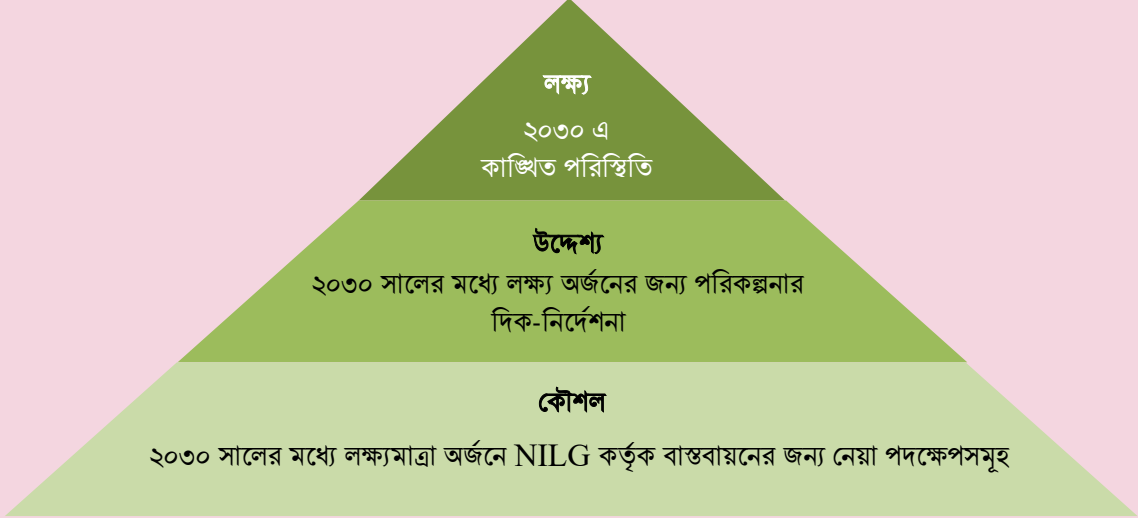 লক্ষ্য
২০৩০ এ
কাঙ্খিত পরিস্থিতি
উদ্দেশ্য
২০৩০ সালের মধ্যে লক্ষ্য অর্জনের জন্য পরিকল্পনার
দিক-নির্দেশনা
কৌশল
২০৩০ সালের মধ্যে লক্ষ্যমাত্রা অর্জনে NILG কর্তৃক বাস্তবায়নের জন্য নেয়া পদক্ষেপসমূহ